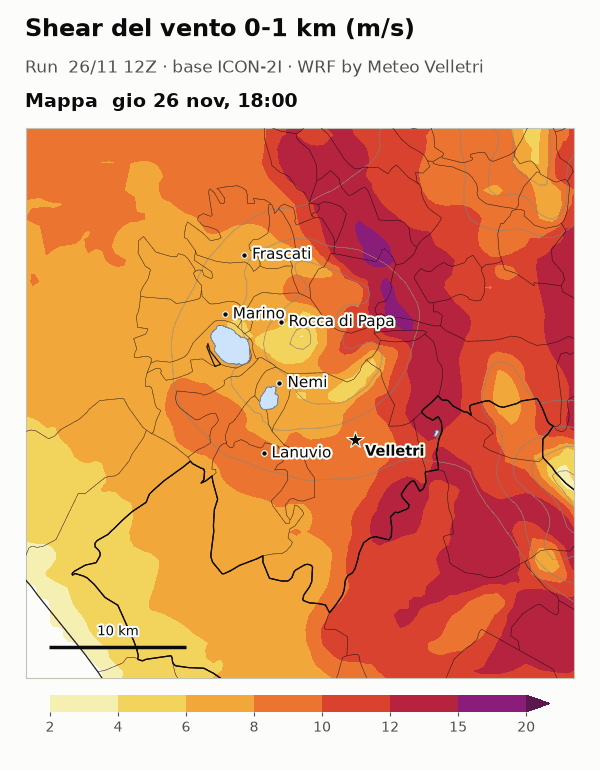 Shear del vento 0-1 km (m/s)
Run 26/11 12Z · base ICON-2I · WRF by Meteo Velletri
Mappa gio 26 nov, 18:00
Frascati
Marino
Rocca di Papa
Nemi
Velletri
Lanuvio
10 km
2 4 6 8 10 12 15 20